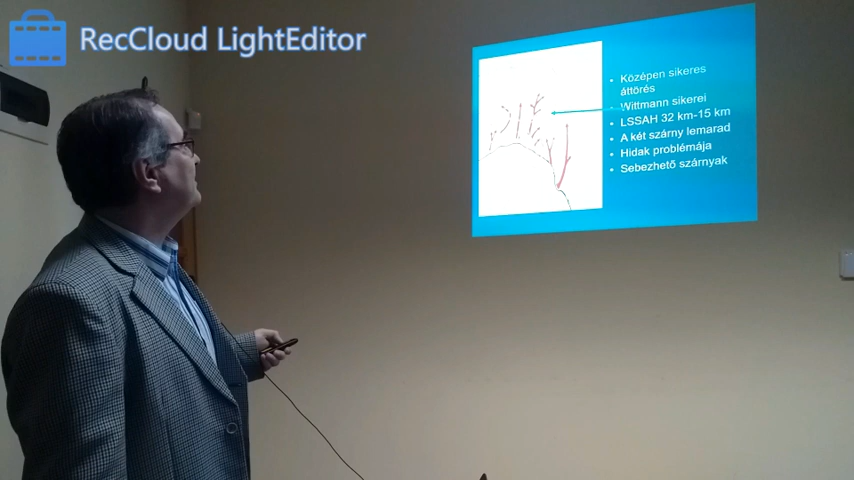 RecCloud LightEditor
• Középen sikeres
áttörés
• Wittmann sikerei
• LSSAH 32 km-15 km
• A két szárny lemarad
• Hidak problémája
• Sebezhető szárnyak